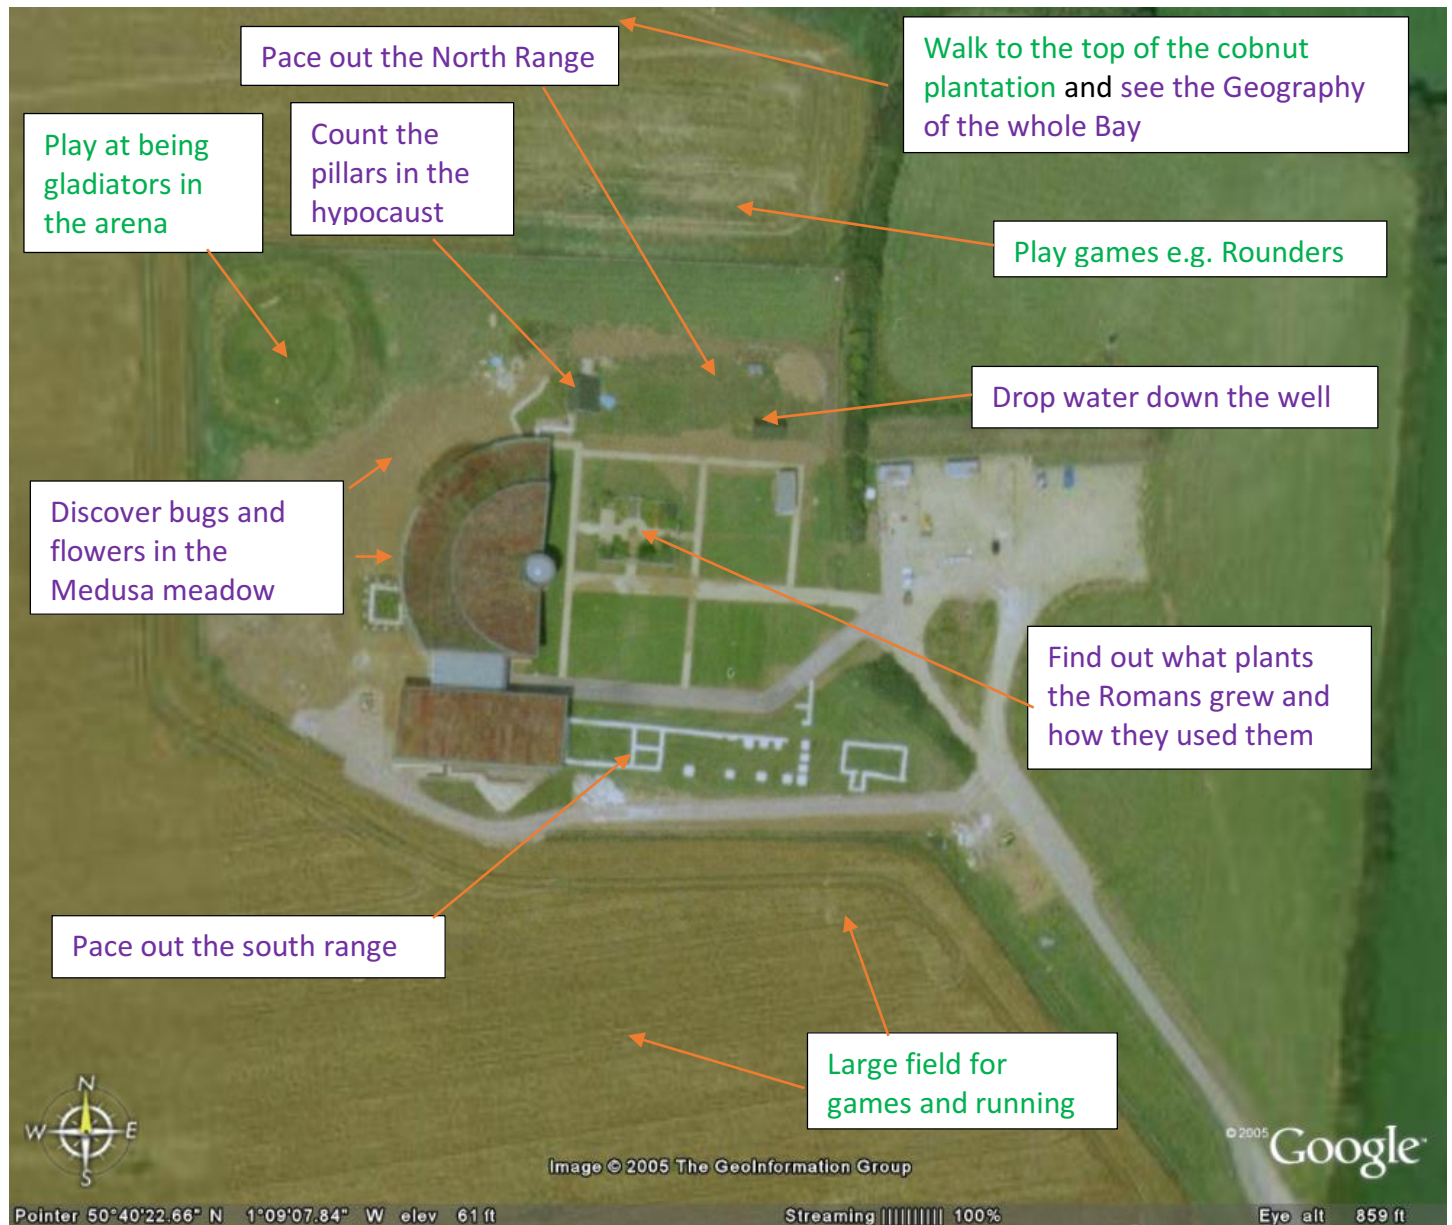 Pace out the North Range
Walk to the top of the cobnut
plantation and see the Geography
of the whole Bay
Play at being
gladiators in
the arena
Count the
pillars in the
hypocaust
Play games e.g. Rounders
Drop water down the well
Discover bugs and
flowers in the
Medusa meadow
Find out what plants
the Romans grew and
how they used them
Pace out the south range
Large field for
games and running
N
W E
S
© 2005 Google™
Image © 2005 The GeoInformation Group
Pointer 50°40'22.66" N 1°09'07.84" W elev 61 ft Streaming |||||||||| 100% Eye alt 859 ft